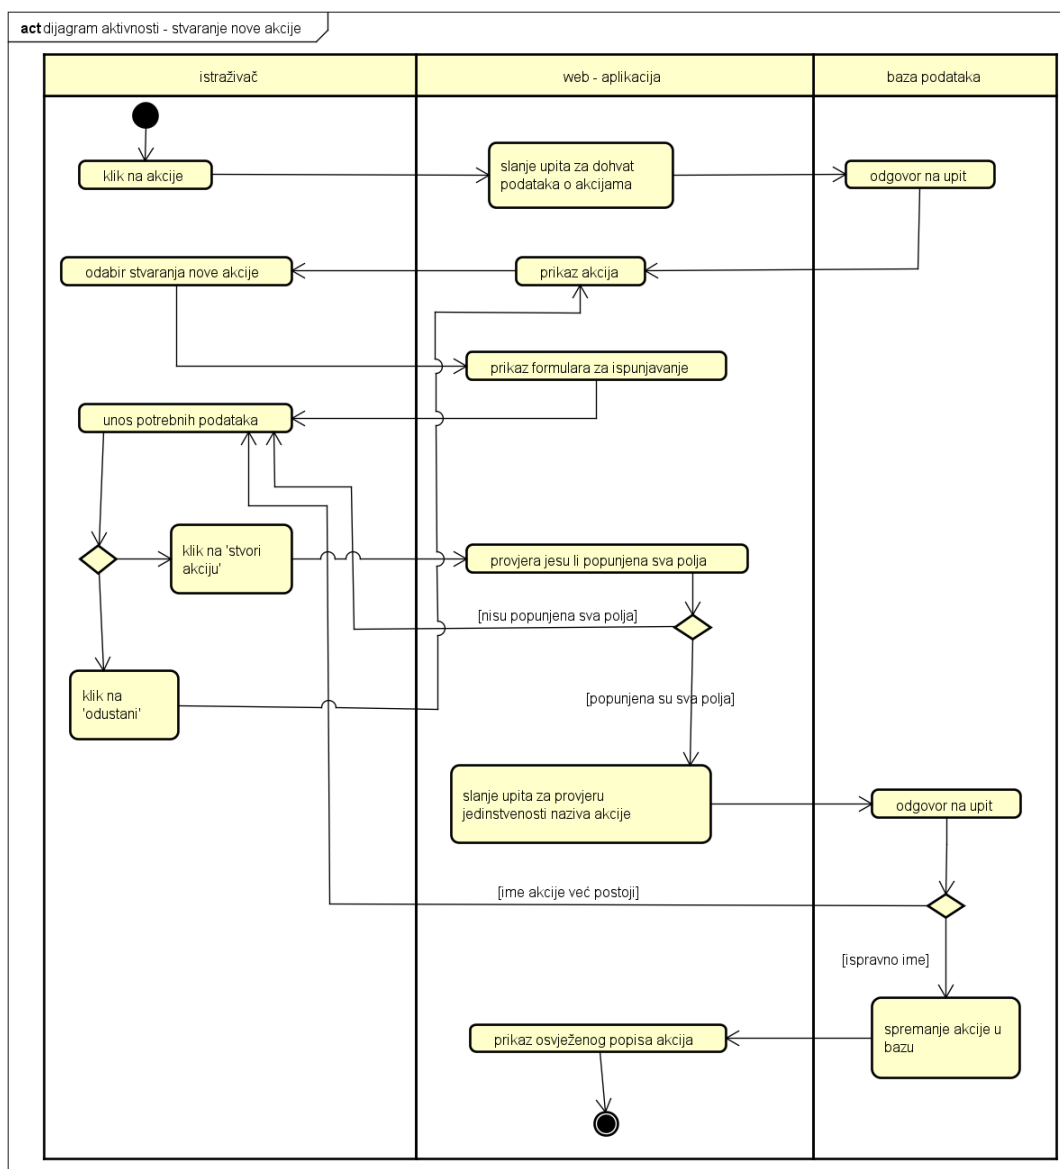 act dijagram aktivnosti - stvaranje nove akcije
istraživač
web - aplikacija
baza podataka
klik na akcije
slanje upita za dohvat
podataka o akcijama
odgovor na upit
odabir stvaranja nove akcije
prikaz akcija
prikaz formulara za ispunjavanje
unos potrebnih podataka
klik na 'stvori
akciju'
provjera jesu li popunjena sva polja
[nisu popunjena sva polja]
klik na
'odustani'
[popunjena su sva polja]
slanje upita za provjeru
jedinstvenosti naziva akcije
odgovor na upit
[ime akcije već postoji]
[ispravno ime]
prikaz osvježenog popisa akcija
spremanje akcije u
bazu